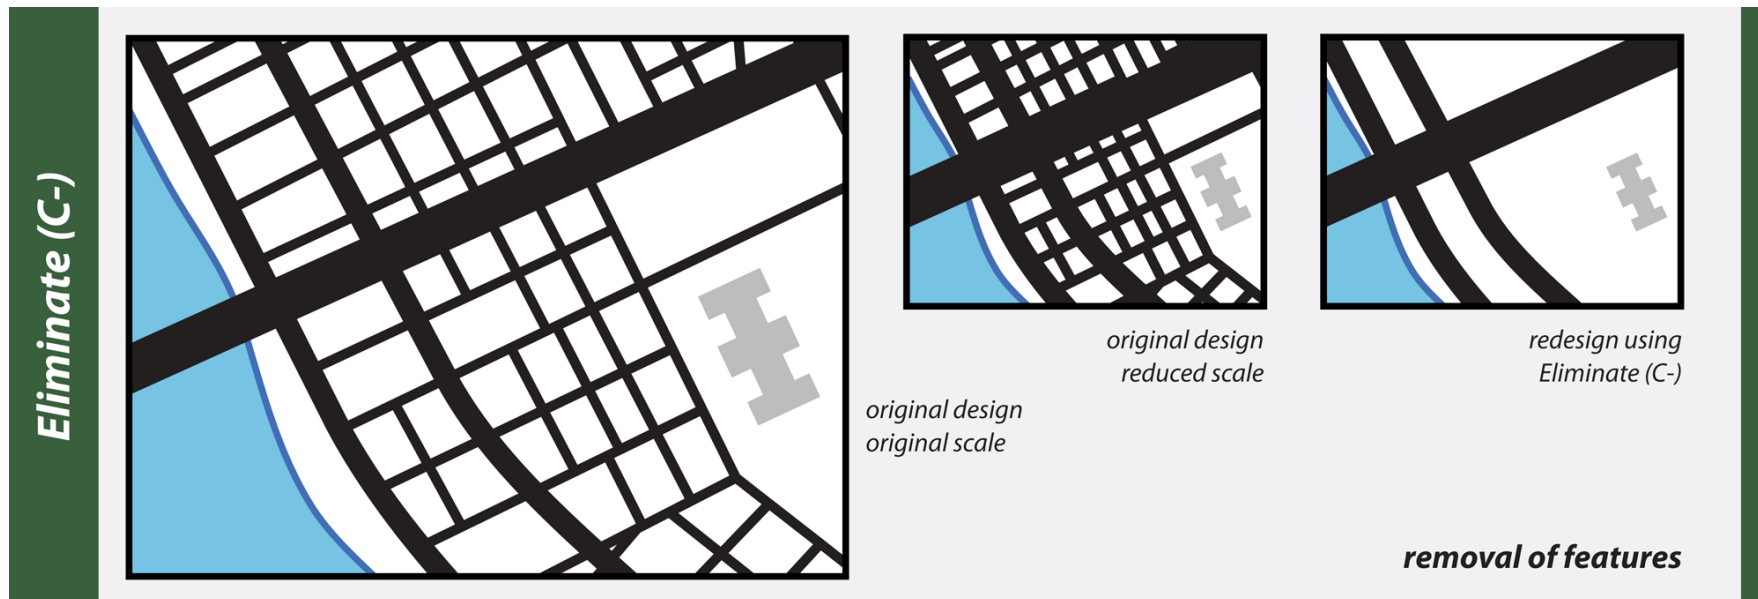 Eliminate (C-)
original design
original scale
original design
reduced scale
redesign using
Eliminate (C-)
removal of features